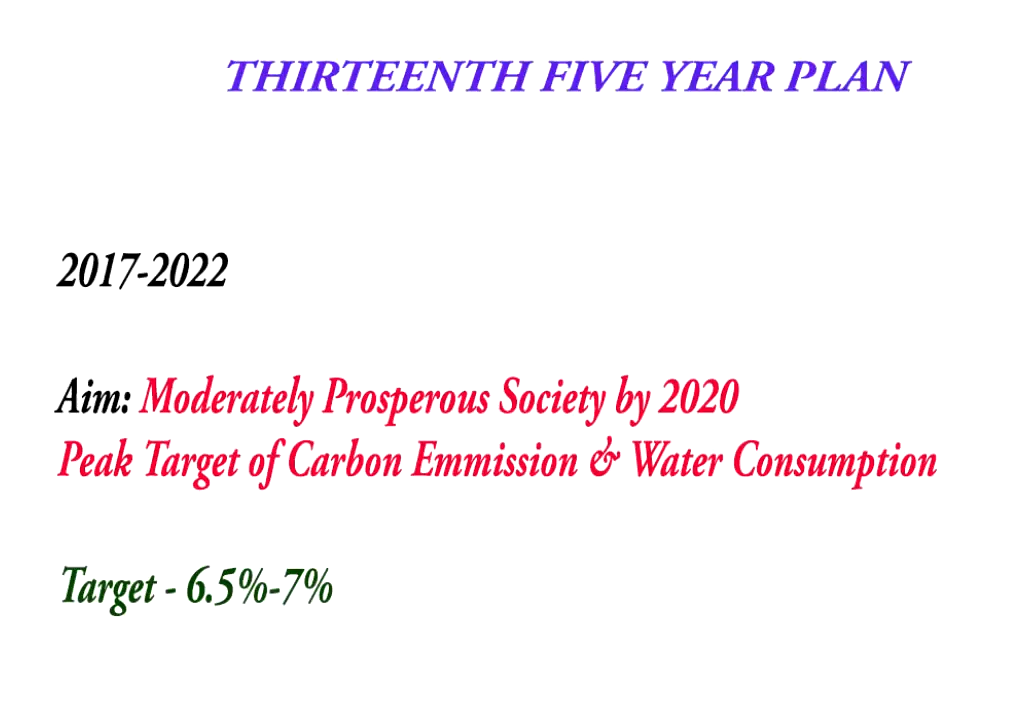 THIRTEENTH FIVE YEAR PLAN
2017-2022
Aim: Moderately Prosperous Society by 2020
Peak Target of Carbon Emmission & Water Consumption
Target - 6.5%-7%